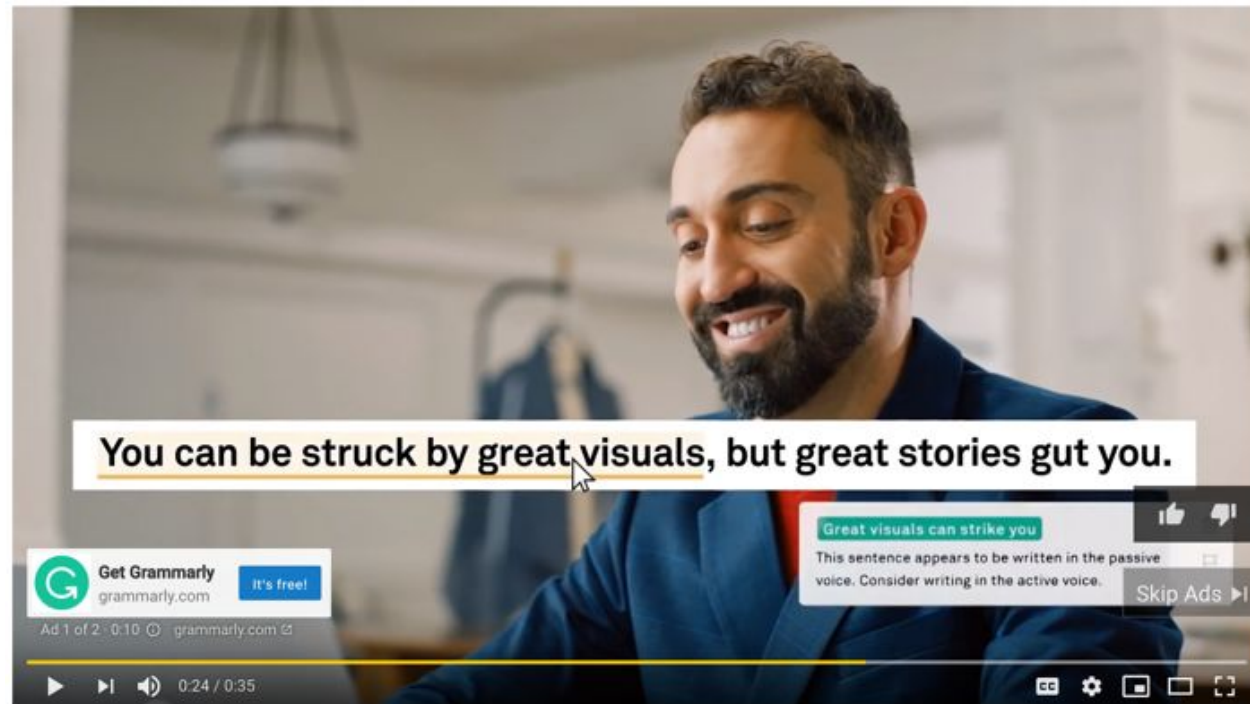 You can be struck by great visuals, but great stories gut you.
Great visuals can strike you
This sentence appears to be written in the passive
voice. Consider writing in the active voice.
Get Grammarly
grammarly.com
It's free!
Skip Ads
Ad 1 of 2 · 0:10 grammarly.com
0:24 / 0:35
CC